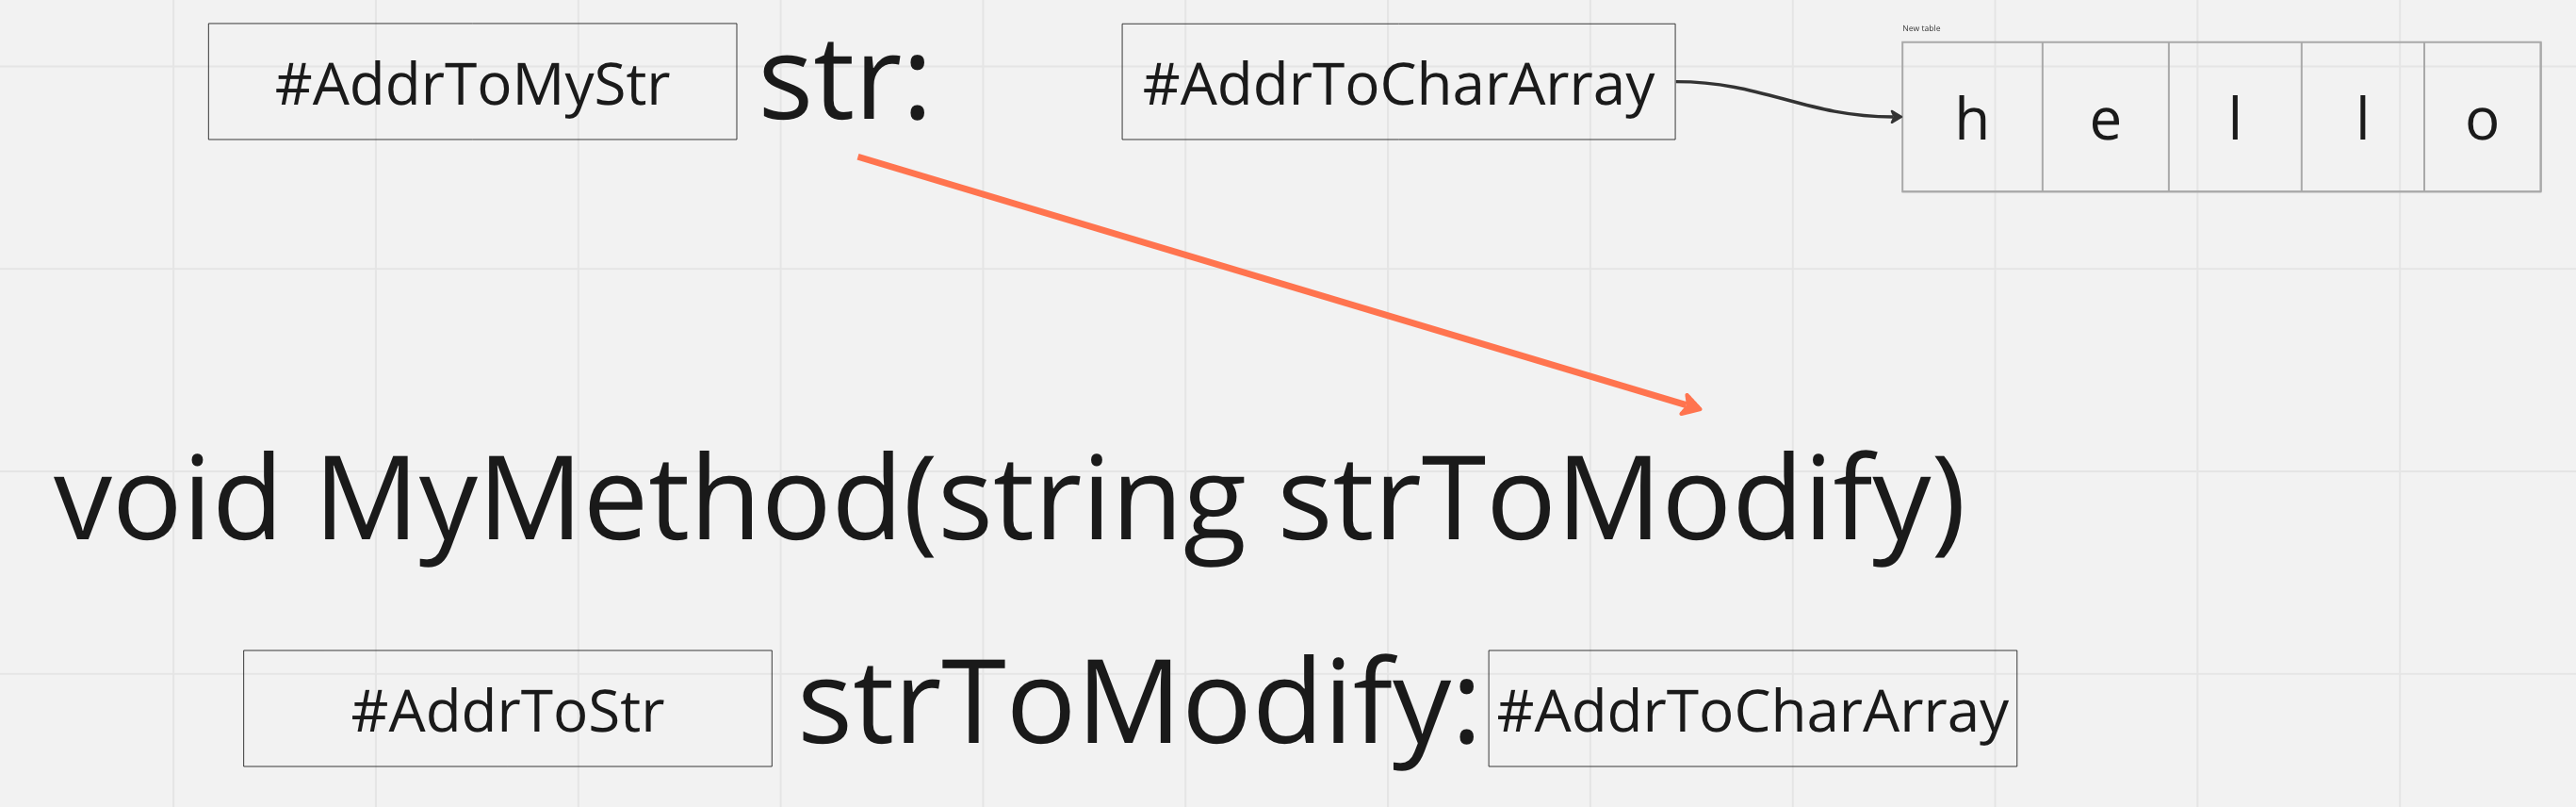 New table
#AddrToMyStr str: #AddrToCharArray h e l l o
void MyMethod(string strToModify)
#AddrToStr strToModify: #AddrToCharArray